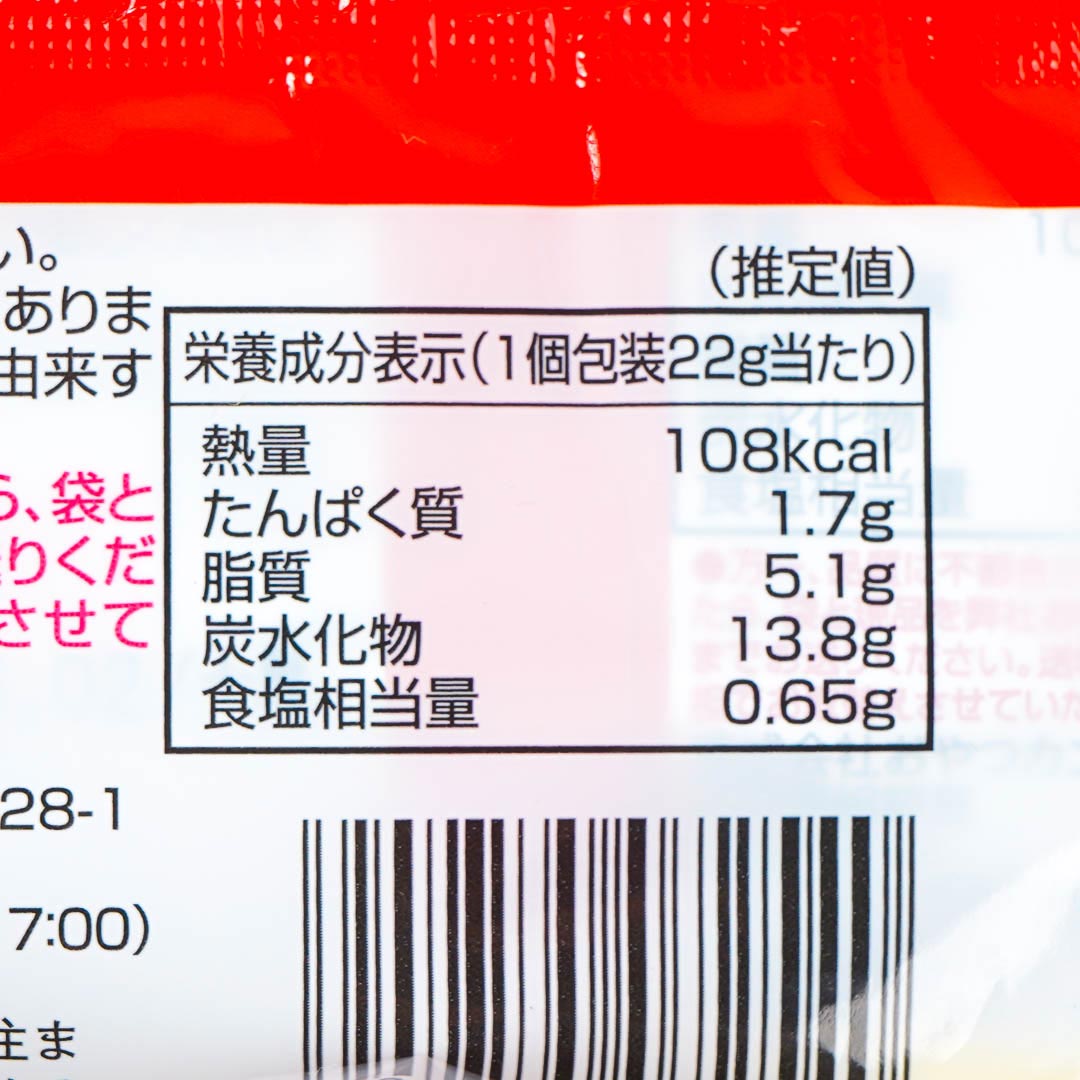 い。
ありま
由来す
ら、袋と
りくだ
させて
(推定値)
栄養成分表示(1個包装22g当たり)
熱量 108kcal
たんぱく質 1.7g
脂質 5.1g
炭水化物 13.8g
食塩相当量 0.65g
28-1
7:00)
住ま